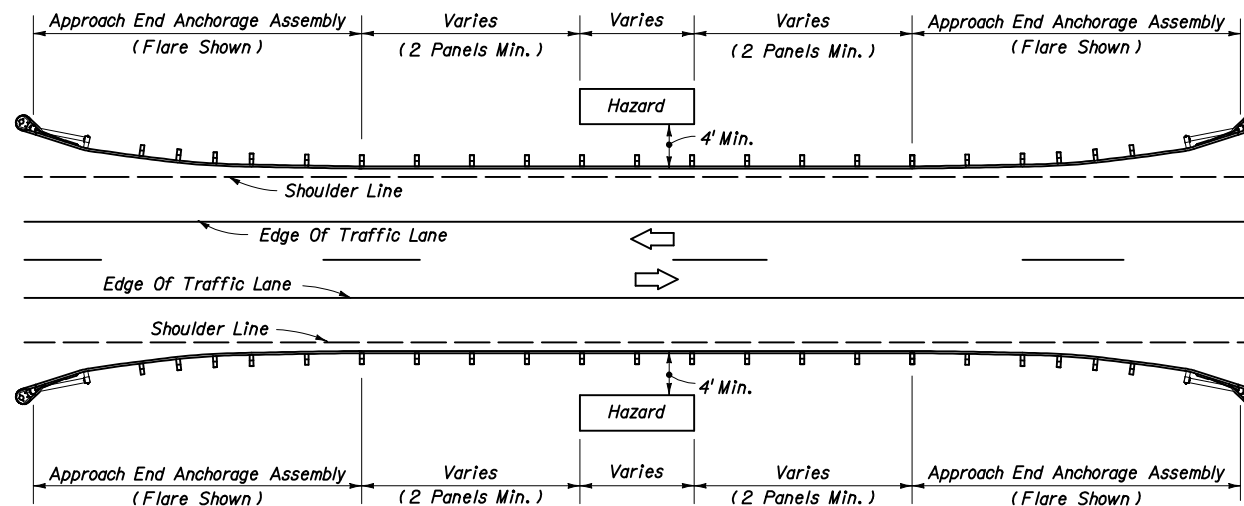 Approach End Anchorage Assembly
(Flare Shown)
Varies
(2 Panels Min.)
Varies
Varies
(2 Panels Min.)
Approach End Anchorage Assembly
(Flare Shown)
Hazard
4' Min.
Shoulder Line
Edge Of Traffic Lane
Edge Of Traffic Lane
Shoulder Line
4' Min.
Hazard
Approach End Anchorage Assembly
(Flare Shown)
Varies
(2 Panels Min.)
Varies
Varies
(2 Panels Min.)
Approach End Anchorage Assembly
(Flare Shown)